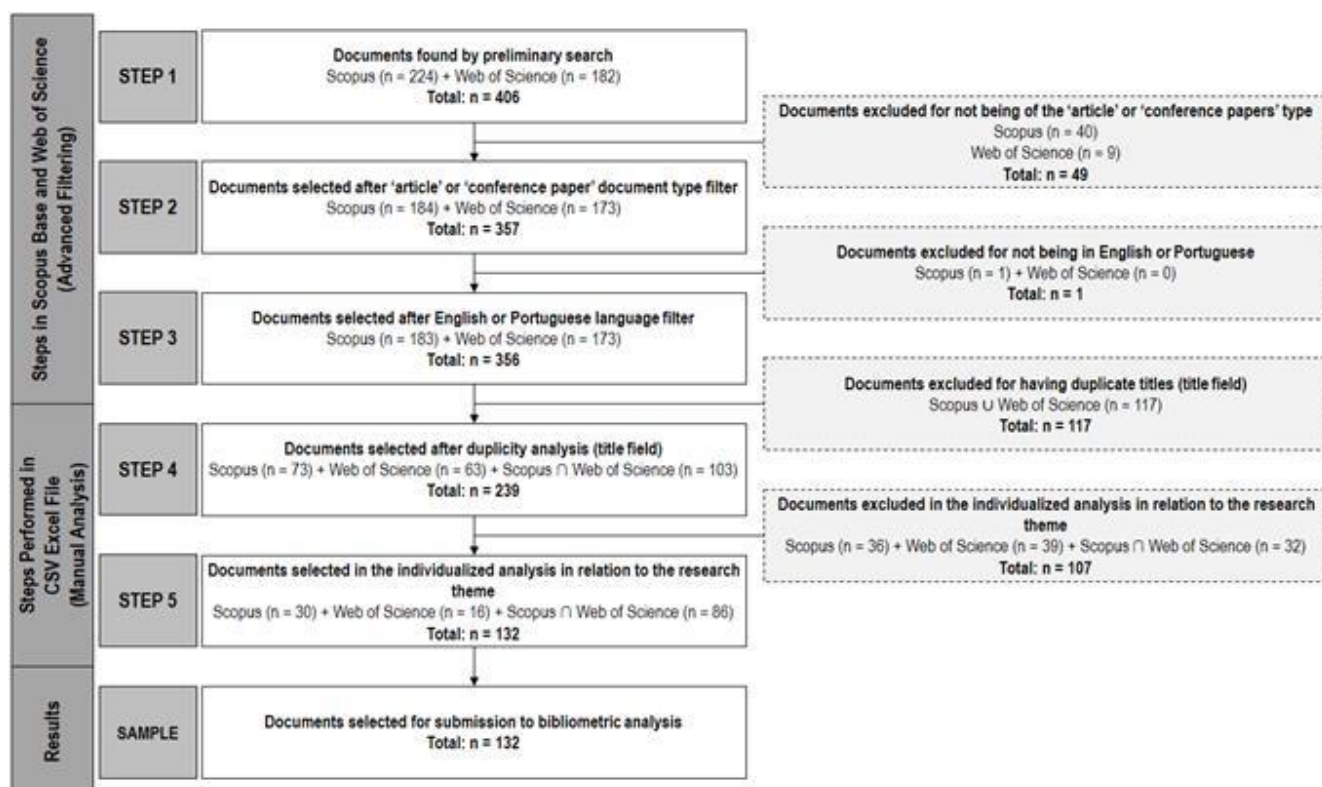 Steps in Scopus Base and Web of Science
(Advanced Filtering)
STEP 1
Documents found by preliminary search
Scopus (n = 224) + Web of Science (n = 182)
Total: n = 406
Documents excluded for not being of the ‘article’ or ‘conference papers’ type
Scopus (n = 40)
Web of Science (n = 9)
Total: n = 49
STEP 2
Documents selected after ‘article’ or ‘conference paper’ document type filter
Scopus (n = 184) + Web of Science (n = 173)
Total: n = 357
Documents excluded for not being in English or Portuguese
Scopus (n = 1) + Web of Science (n = 0)
Total: n = 1
STEP 3
Documents selected after English or Portuguese language filter
Scopus (n = 183) + Web of Science (n = 173)
Total: n = 356
Documents excluded for having duplicate titles (title field)
Scopus ∪ Web of Science (n = 117)
Total: n = 117
Steps Performed in
CSV Excel File
(Manual Analysis)
STEP 4
Documents selected after duplicity analysis (title field)
Scopus (n = 73) + Web of Science (n = 63) + Scopus ∩ Web of Science (n = 103)
Total: n = 239
Documents excluded in the individualized analysis in relation to the research
theme
Scopus (n = 36) + Web of Science (n = 39) + Scopus ∩ Web of Science (n = 32)
Total: n = 107
STEP 5
Documents selected in the individualized analysis in relation to the research
theme
Scopus (n = 30) + Web of Science (n = 16) + Scopus ∩ Web of Science (n = 86)
Total: n = 132
Results
SAMPLE
Documents selected for submission to bibliometric analysis
Total: n = 132